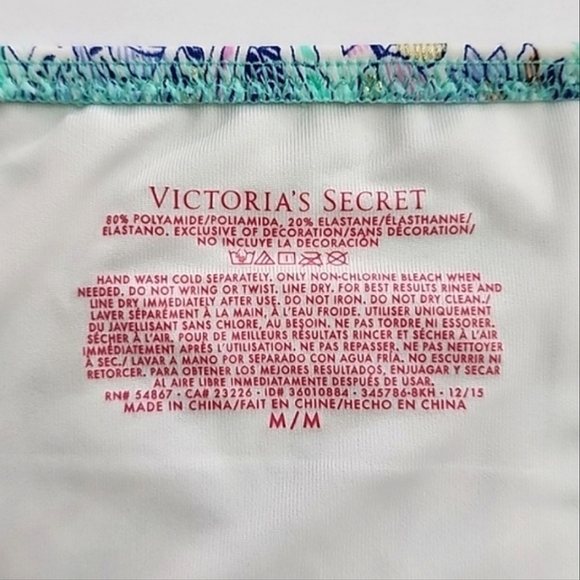 VICTORIA'S SECRET
80% POLYAMIDE/POLIAMIDA, 20% ELASTANE/ÉLASTHANNE/
ELASTANO. EXCLUSIVE OF DECORATION/SANS DÉCORATION/
NO INCLUYE LA DECORACIÓN
HAND WASH COLD SEPARATELY. ONLY NON-CHLORINE BLEACH WHEN
NEEDED. DO NOT WRING OR TWIST. LINE DRY. FOR BEST RESULTS RINSE AND
LINE DRY IMMEDIATELY AFTER USE. DO NOT IRON. DO NOT DRY CLEAN./
LAVER SÉPARÉMENT À LA MAIN, À L'EAU FROIDE. UTILISER UNIQUEMENT
DU JAVELLISANT SANS CHLORE, AU BESOIN. NE PAS TORDRE NI ESSORER.
SÉCHER À L'AIR. POUR DE MEILLEURS RÉSULTATS RINCER ET SÉCHER À L'AIR
IMMÉDIATEMENT APRÈS L'UTILISATION. NE PAS REPASSER. NE PAS NETTOYER
À SEC./ LAVAR A MANO POR SEPARADO CON AGUA FRÍA. NO ESCURRIR NI
RETORCER. PARA OBTENER LOS MEJORES RESULTADOS, ENJUAGAR Y SECAR
AL AIRE LIBRE INMEDIATAMENTE DESPUÉS DE USAR.
RN# 54867 • CA# 23226 • ID# 36010884 • 345786-8KH • 12/15
MADE IN CHINA/FAIT EN CHINE/HECHO EN CHINA
M/M